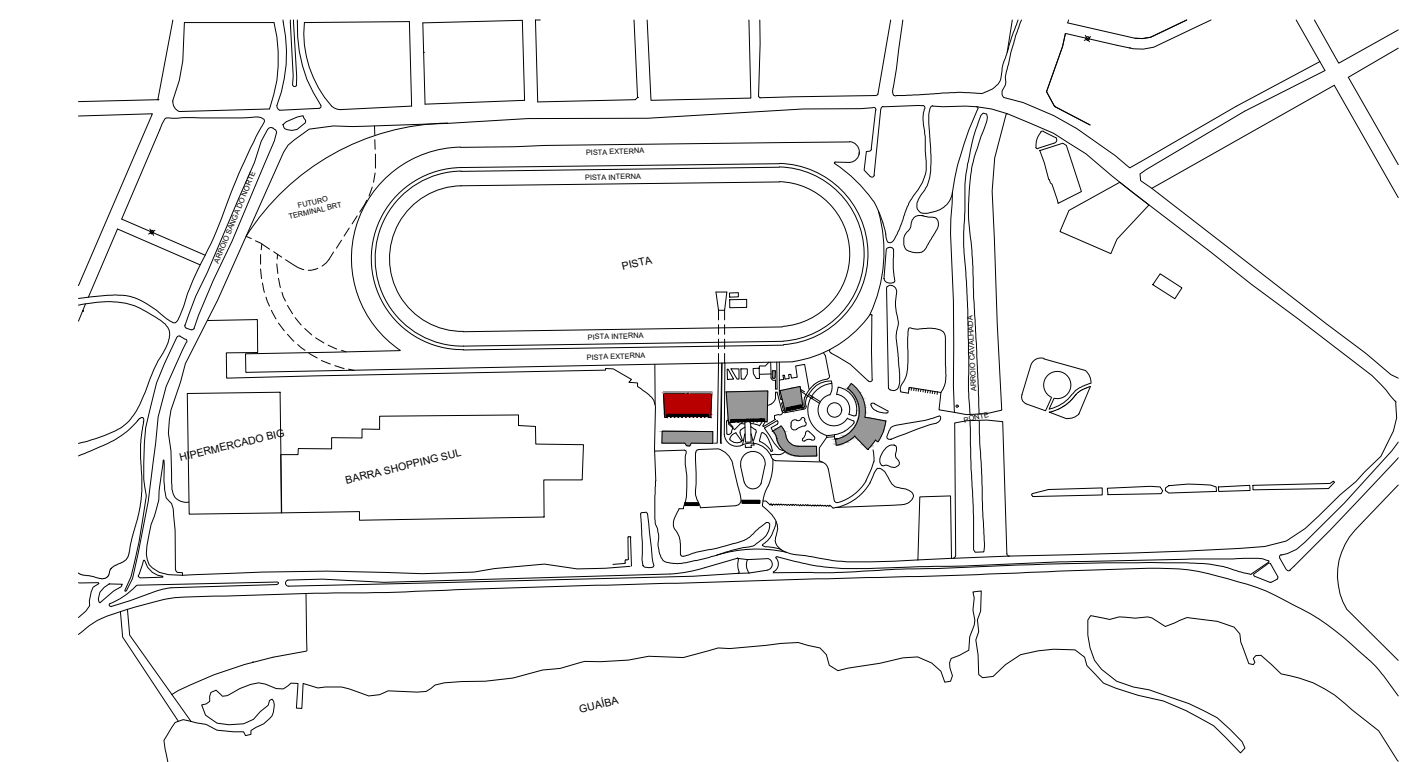 PISTA EXTERNA
PISTA INTERNA
ARROIO SANGA DO NORTE
FUTURO
TERMINAL BRT
PISTA
PISTA INTERNA
PISTA EXTERNA
ARROIO CAVALHADA
PONTE
HIPERMERCADO BIG
BARRA SHOPPING SUL
GUAÍBA